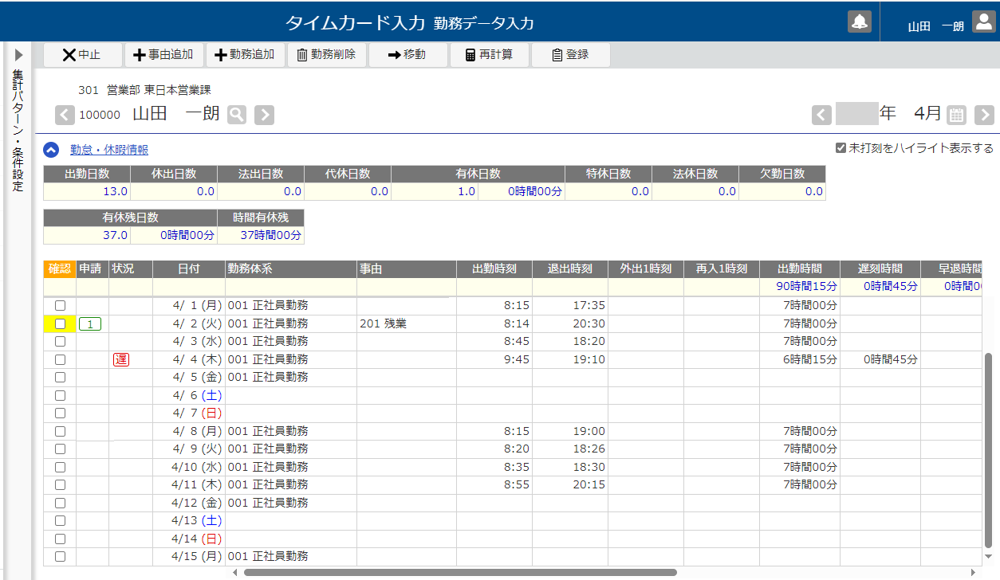 タイムカード入力 勤務データ入力
山田 一朗
中止 事由追加 勤務追加 勤務削除 移動 再計算 登録
集計パターン・条件設定
301 営業部 東日本営業課
100000 山田 一朗
年 4月
勤怠・休暇情報
未打刻をハイライト表示する
出勤日数 休出日数 法出日数 代休日数 有休日数 特休日数 法休日数 欠勤日数
13.0 0.0 0.0 0.0 1.0 0時間00分 0.0 0.0 0.0
有休残日数 時間有休残
37.0 0時間00分 37時間00分
確認 申請 状況 日付 勤務体系 事由 出勤時刻 退出時刻 外出1時刻 再入1時刻 出勤時間 遅刻時間 早退時間
90時間15分 0時間45分 0時間0
4/ 1 (月) 001 正社員勤務 8:15 17:35 7時間00分
1 4/ 2 (火) 001 正社員勤務 201 残業 8:14 20:30 7時間00分
4/ 3 (水) 001 正社員勤務 8:45 18:20 7時間00分
遅 4/ 4 (木) 001 正社員勤務 9:45 19:10 6時間15分 0時間45分
4/ 5 (金) 001 正社員勤務
4/ 6 (土)
4/ 7 (日)
4/ 8 (月) 001 正社員勤務 8:15 19:00 7時間00分
4/ 9 (火) 001 正社員勤務 8:20 18:26 7時間00分
4/10 (水) 001 正社員勤務 8:35 18:30 7時間00分
4/11 (木) 001 正社員勤務 8:55 20:15 7時間00分
4/12 (金) 001 正社員勤務
4/13 (土)
4/14 (日)
4/15 (月) 001 正社員勤務